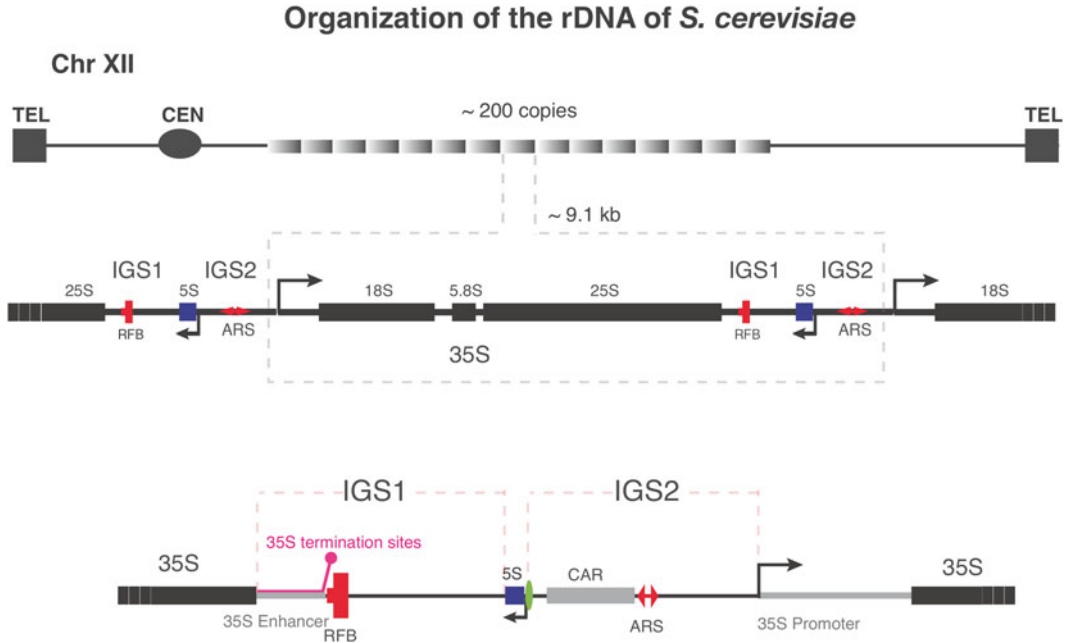 Organization of the rDNA of S. cerevisiae
Chr XII
TEL CEN ~ 200 copies TEL
~ 9.1 kb
IGS1 IGS2 IGS1 IGS2
25S 5S 18S 5.8S 25S 5S 18S
RFB ARS RFB ARS
35S
IGS1 IGS2
35S termination sites
35S 5S CAR 35S
35S Enhancer RFB ARS 35S Promoter